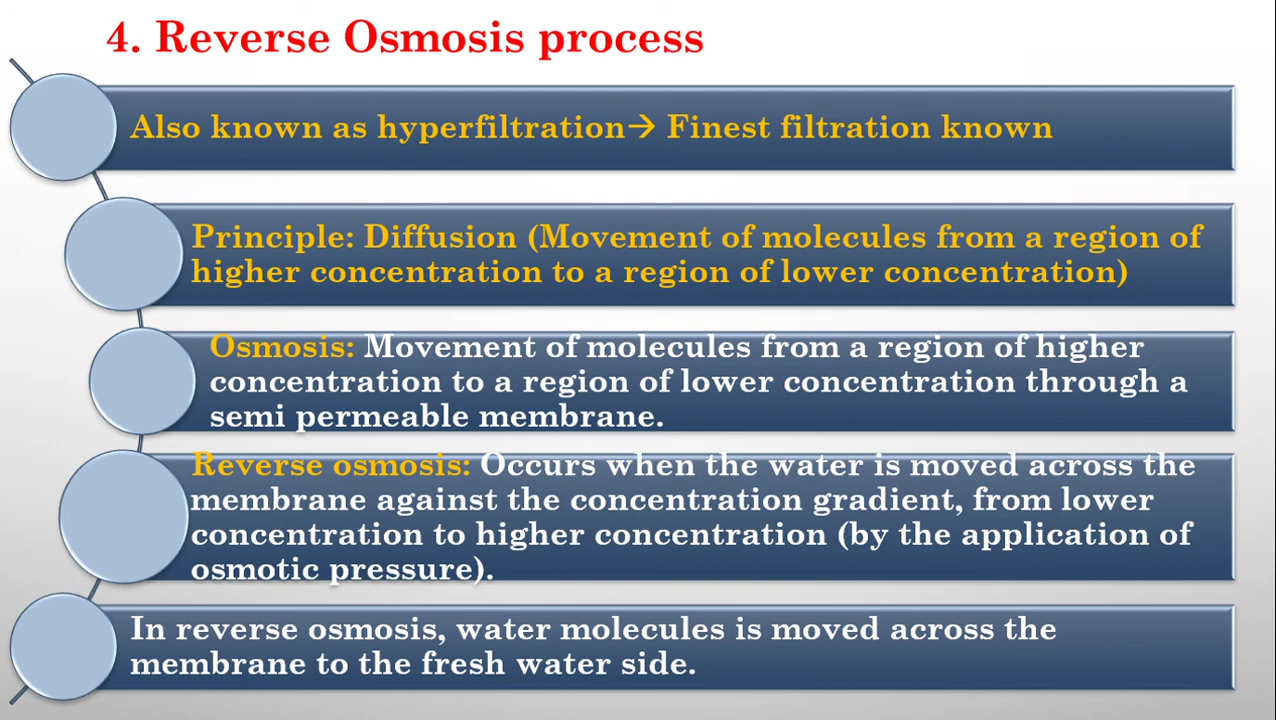 4. Reverse Osmosis process
Also known as hyperfiltration→ Finest filtration known
Principle: Diffusion (Movement of molecules from a region of
higher concentration to a region of lower concentration)
Osmosis: Movement of molecules from a region of higher
concentration to a region of lower concentration through a
semi permeable membrane.
Reverse osmosis: Occurs when the water is moved across the
membrane against the concentration gradient, from lower
concentration to higher concentration (by the application of
osmotic pressure).
In reverse osmosis, water molecules is moved across the
membrane to the fresh water side.